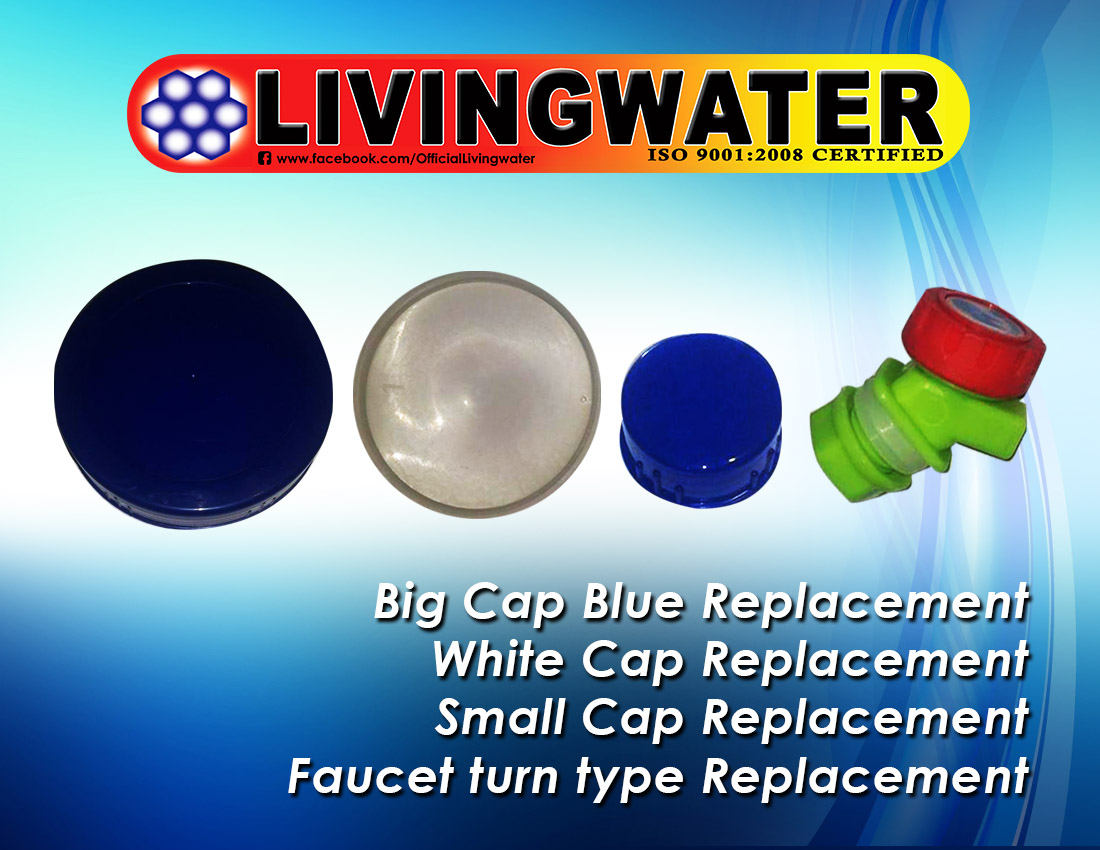 LIVINGWATER
www.facebook.com/OfficialLivingwater
ISO 9001:2008 CERTIFIED
Big Cap Blue Replacement
White Cap Replacement
Small Cap Replacement
Faucet turn type Replacement